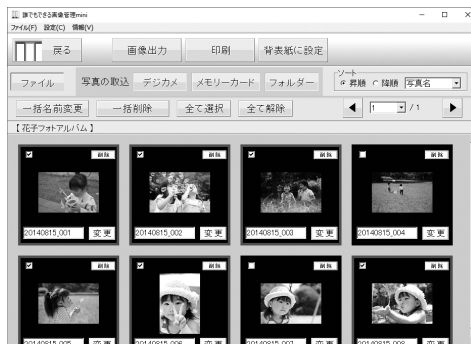 誰でもできる画像管理mini
ファイル(F) 設定(C) 情報(V)
戻る 画像出力 印刷 背表紙に設定
ファイル 写真の取込 デジカメ メモリーカード フォルダー ソート 昇順 降順 写真名
一括名前変更 一括削除 全て選択 全て解除 1 / 1
【花子フォトアルバム】
削除 削除 削除 削除
20140815_001 変更 20140815_002 変更 20140815_003 変更 20140815_004 変更
削除 削除 削除 削除
20140815_005 変更 20140815_006 変更 20140815_007 変更 20140815_008 変更